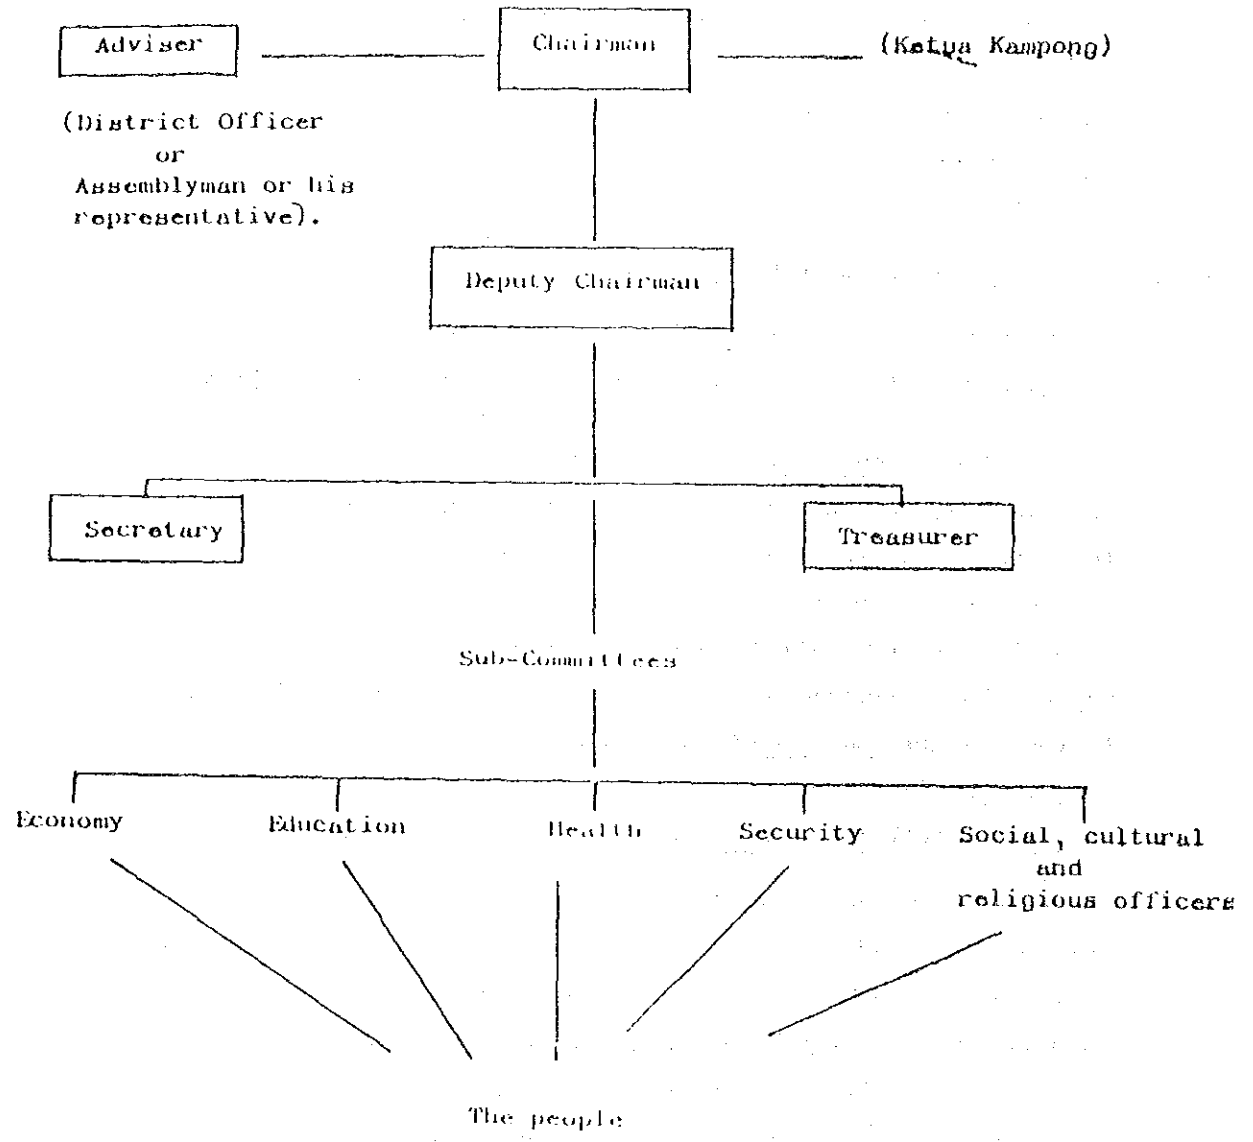 Adviser
Chairman
(Ketua Kampong)
(District Officer
or
Assemblyman or his
representative).
Deputy Chairman
Secretary
Treasurer
Sub-Committees
Economy
Education
Health
Security
Social, cultural
and
religious officers
The people